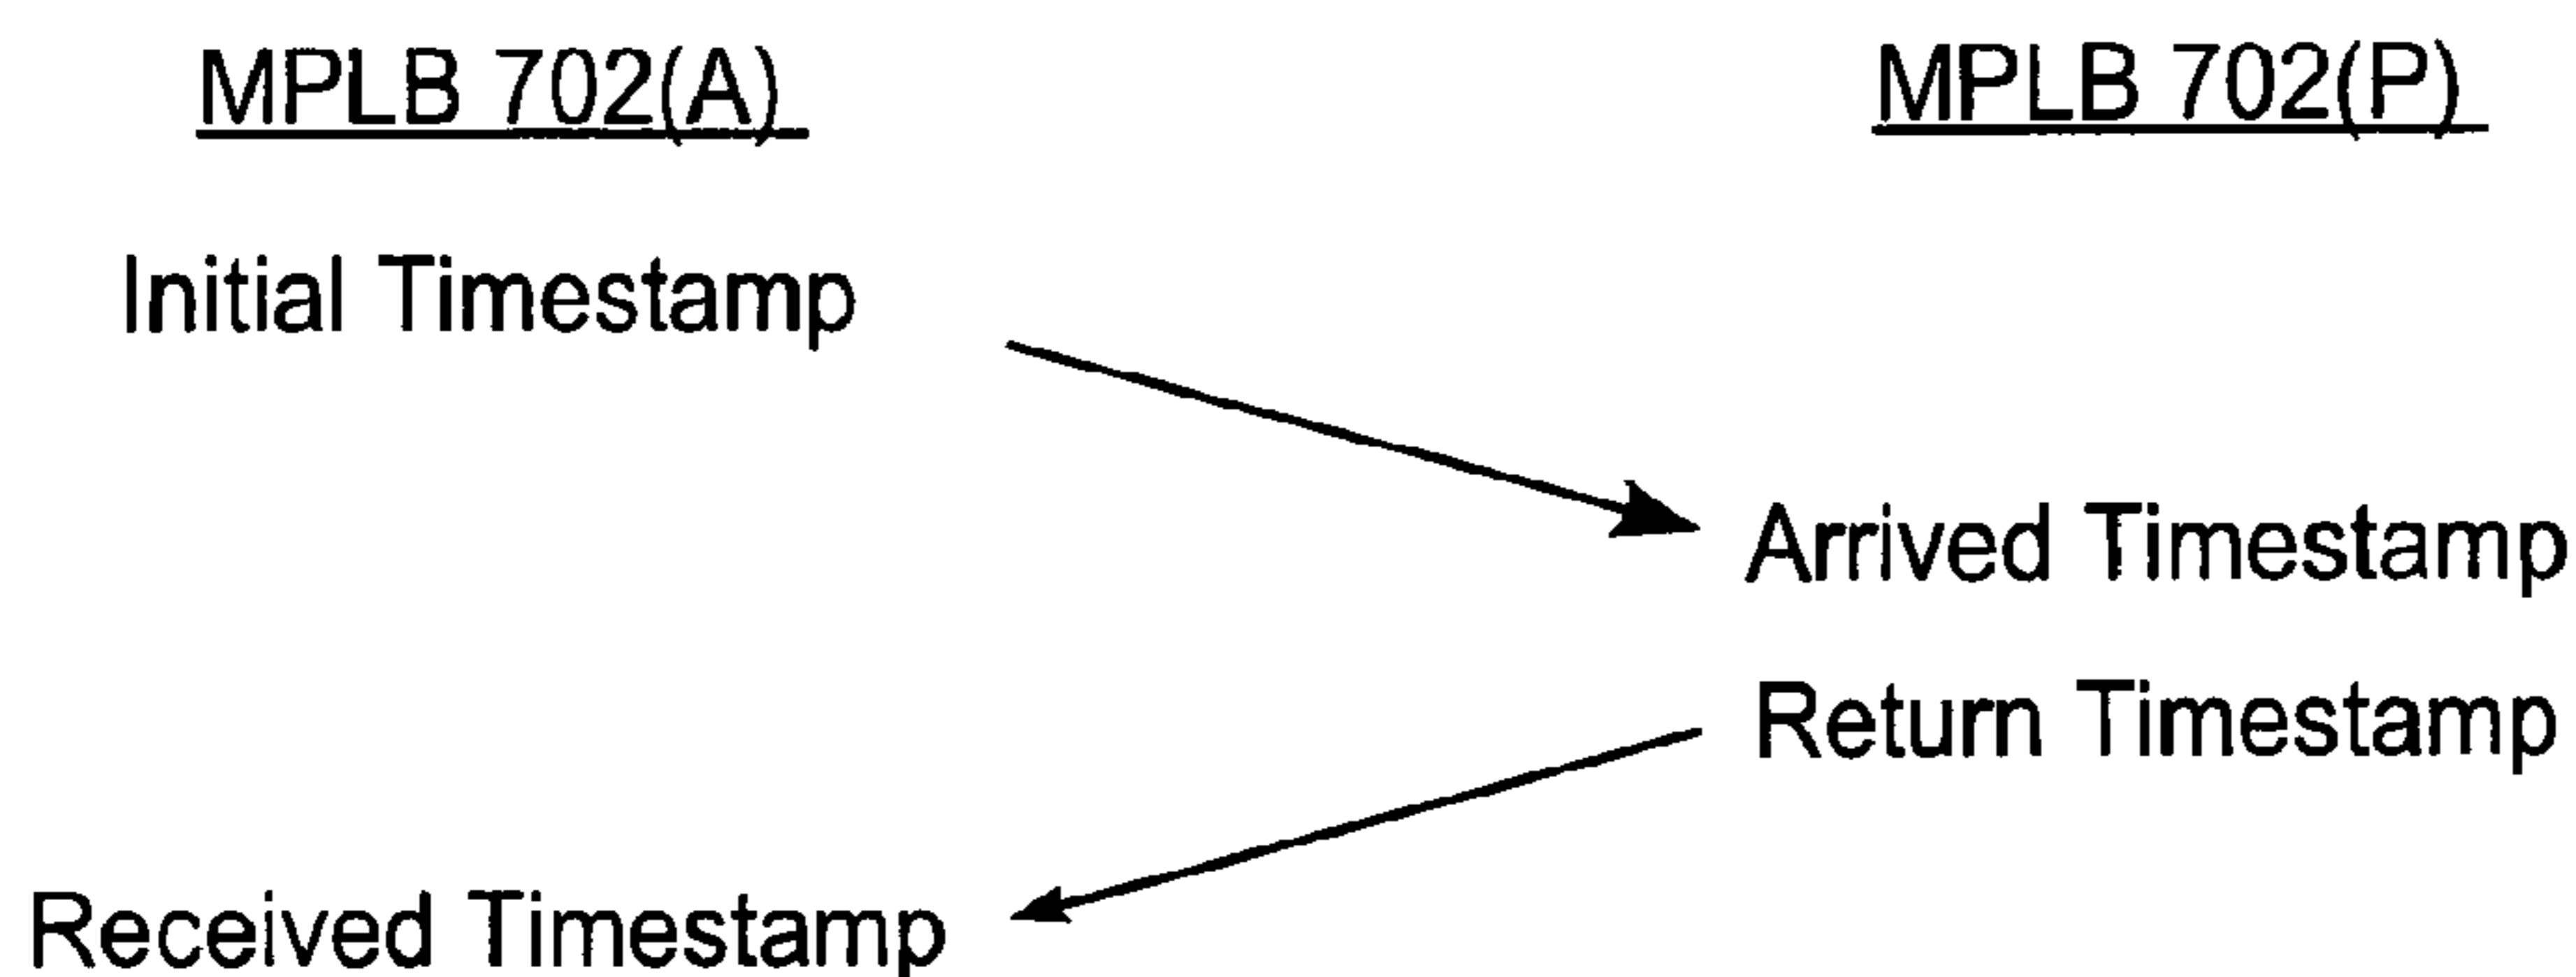 MPLB 702(A)
MPLB 702(P)
Initial Timestamp
Arrived Timestamp
Return Timestamp
Received Timestamp